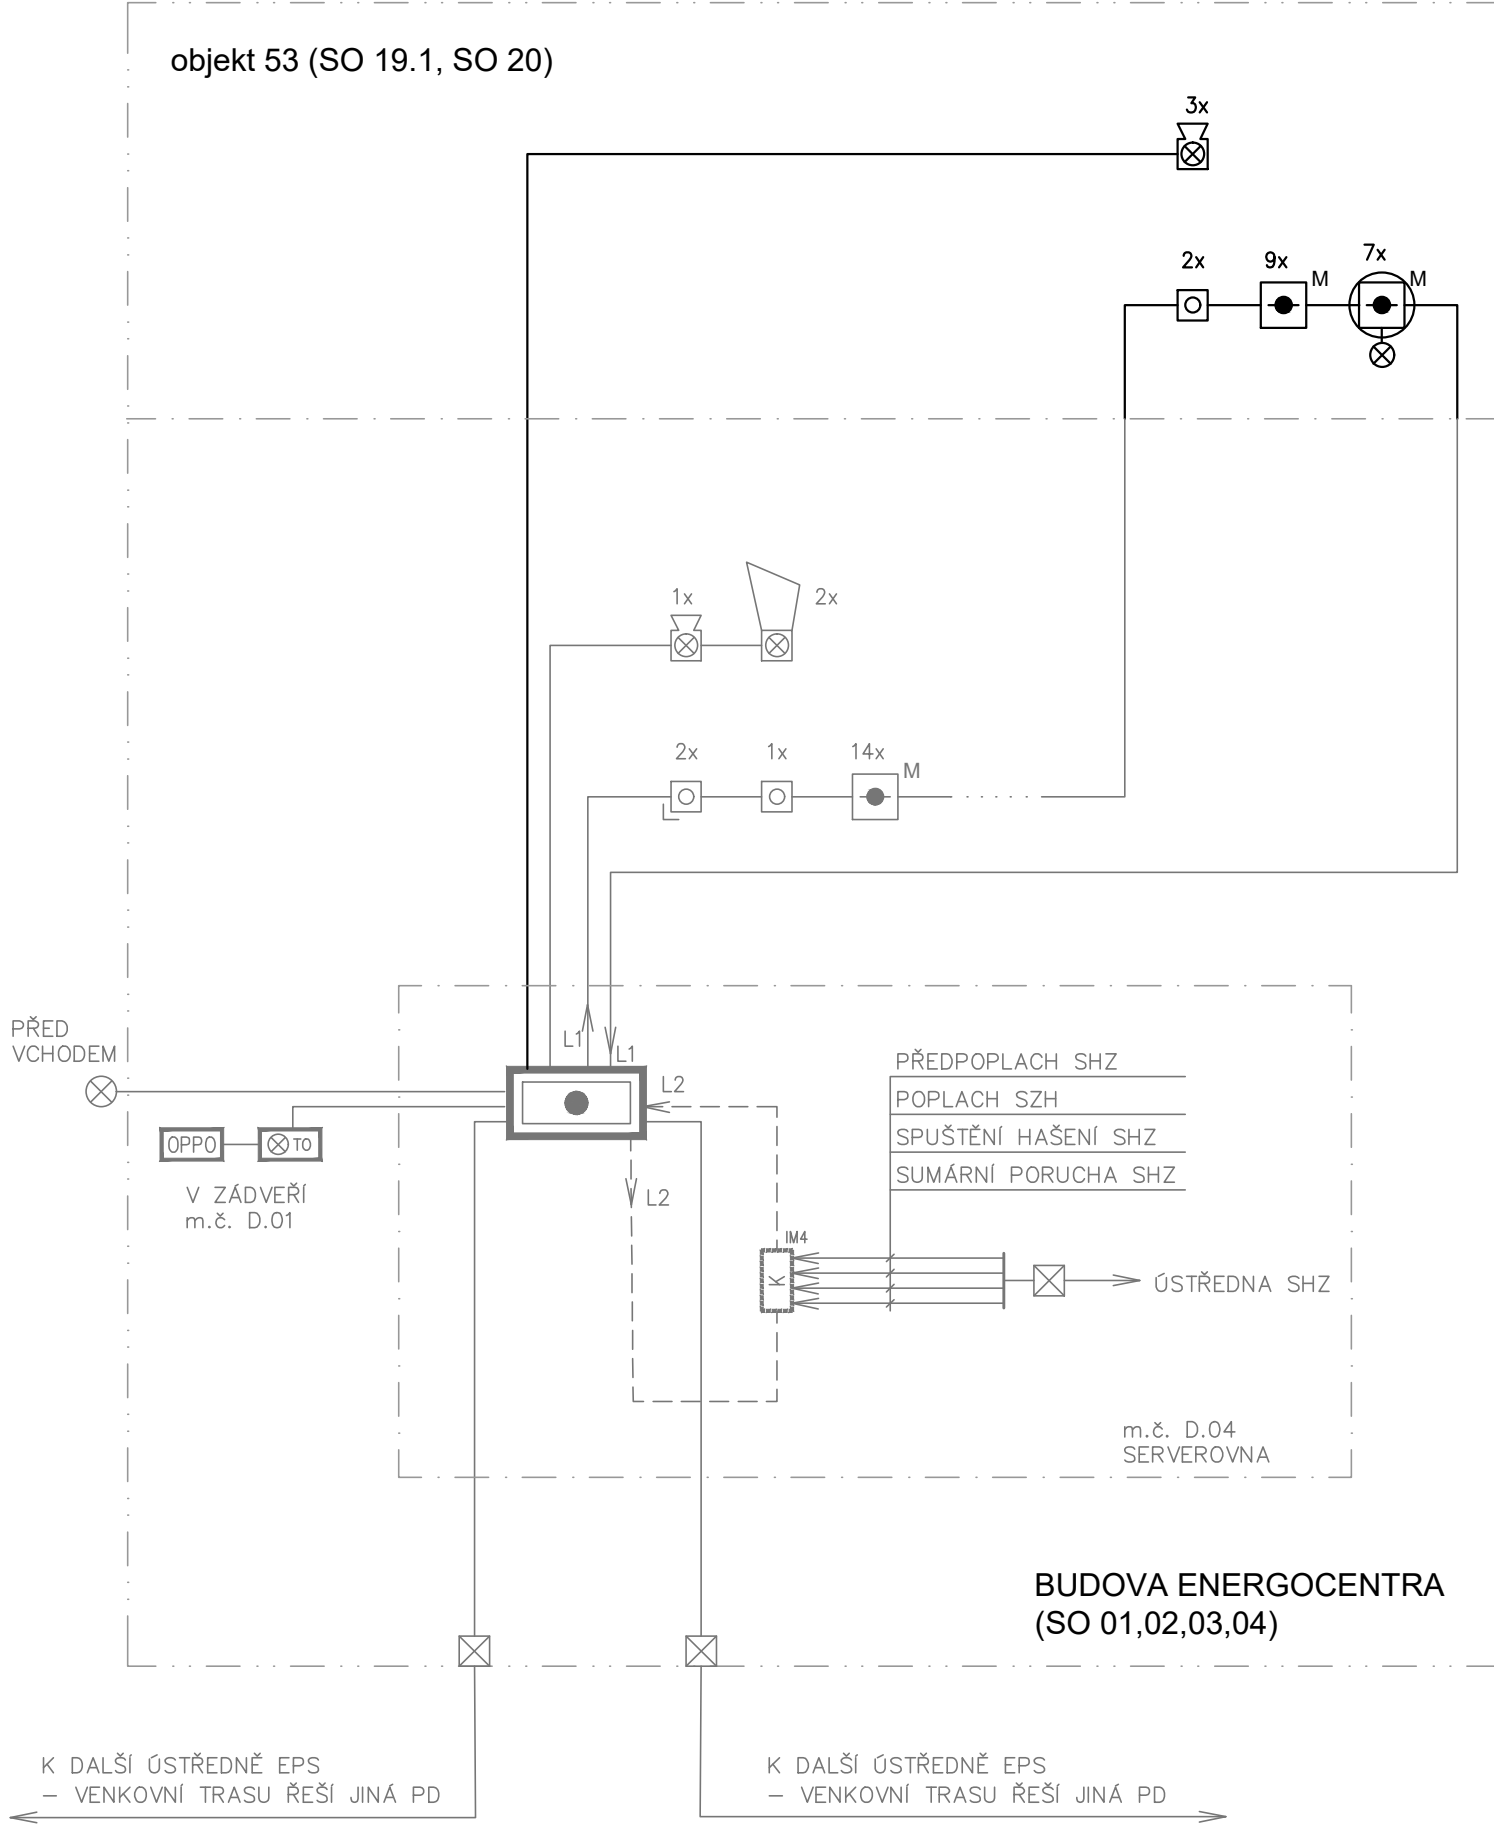 objekt 53 (SO 19.1, SO 20)
3x
2x
9x
M
7x
M
1x
2x
2x
1x
14x
M
PŘED
VCHODEM
L1
L1
L2
L2
OPPO
TO
V ZÁDVEŘÍ
m.č. D.01
PŘEDPOPLACH SHZ
POPLACH SZH
SPUŠTĚNÍ HAŠENÍ SHZ
SUMÁRNÍ PORUCHA SHZ
IM4
K
ÚSTŘEDNA SHZ
m.č. D.04
SERVEROVNA
BUDOVA ENERGOCENTRA
(SO 01,02,03,04)
K DALŠÍ ÚSTŘEDNĚ EPS
– VENKOVNÍ TRASU ŘEŠÍ JINÁ PD
K DALŠÍ ÚSTŘEDNĚ EPS
– VENKOVNÍ TRASU ŘEŠÍ JINÁ PD